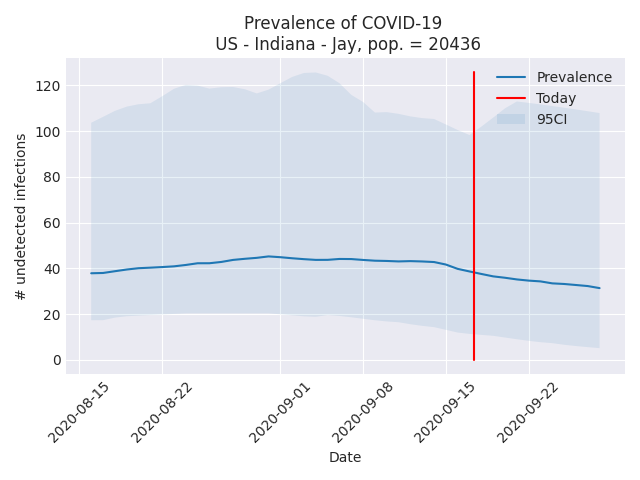 Prevalence of COVID-19
US - Indiana - Jay, pop. = 20436
Prevalence
Today
95CI
# undetected infections
120
100
80
60
40
20
0
2020-08-15
2020-08-22
2020-09-01
2020-09-08
2020-09-15
2020-09-22
Date